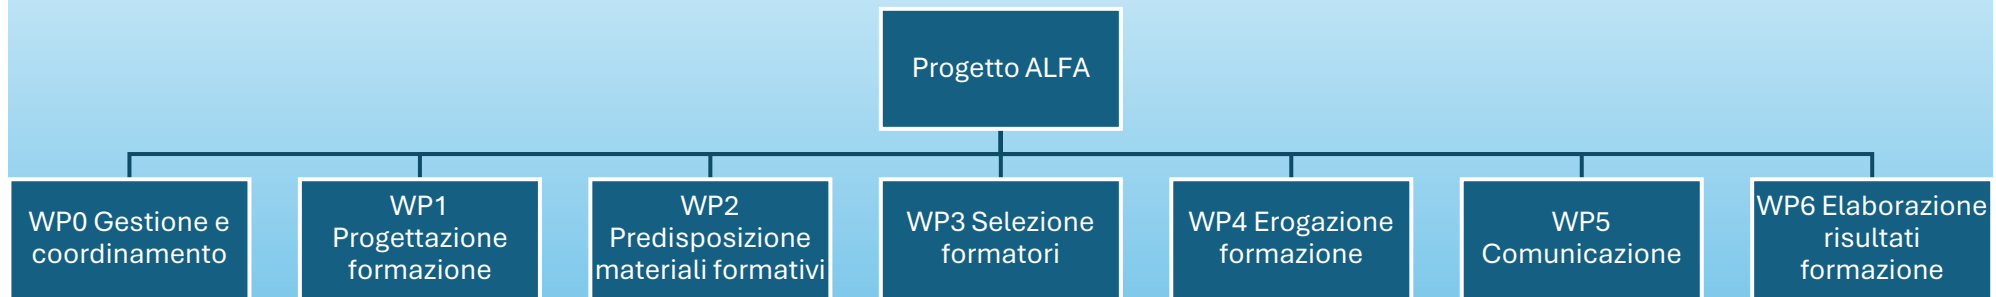 Progetto ALFA
WP0 Gestione e
coordinamento
WP1
Progettazione
formazione
WP2
Predisposizione
materiali formativi
WP3 Selezione
formatori
WP4 Erogazione
formazione
WP5
Comunicazione
WP6 Elaborazione
risultati
formazione